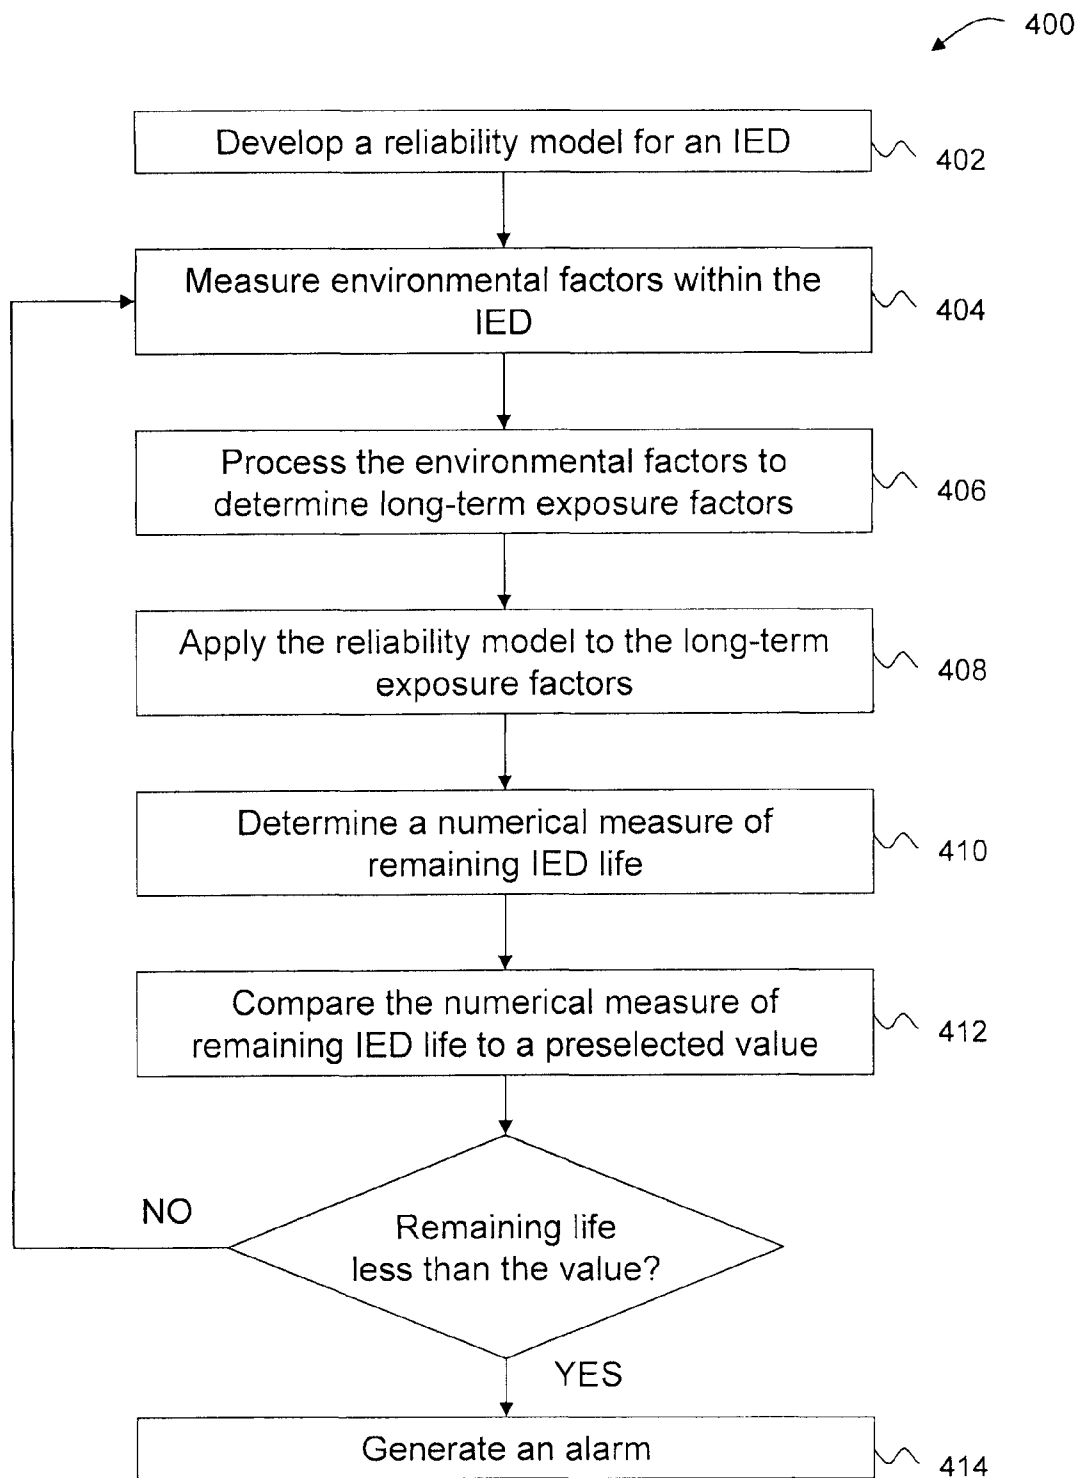 400
Develop a reliability model for an IED
402
Measure environmental factors within the
IED
404
Process the environmental factors to
determine long-term exposure factors
406
Apply the reliability model to the long-term
exposure factors
408
Determine a numerical measure of
remaining IED life
410
Compare the numerical measure of
remaining IED life to a preselected value
412
NO
Remaining life
less than the value?
YES
Generate an alarm
414